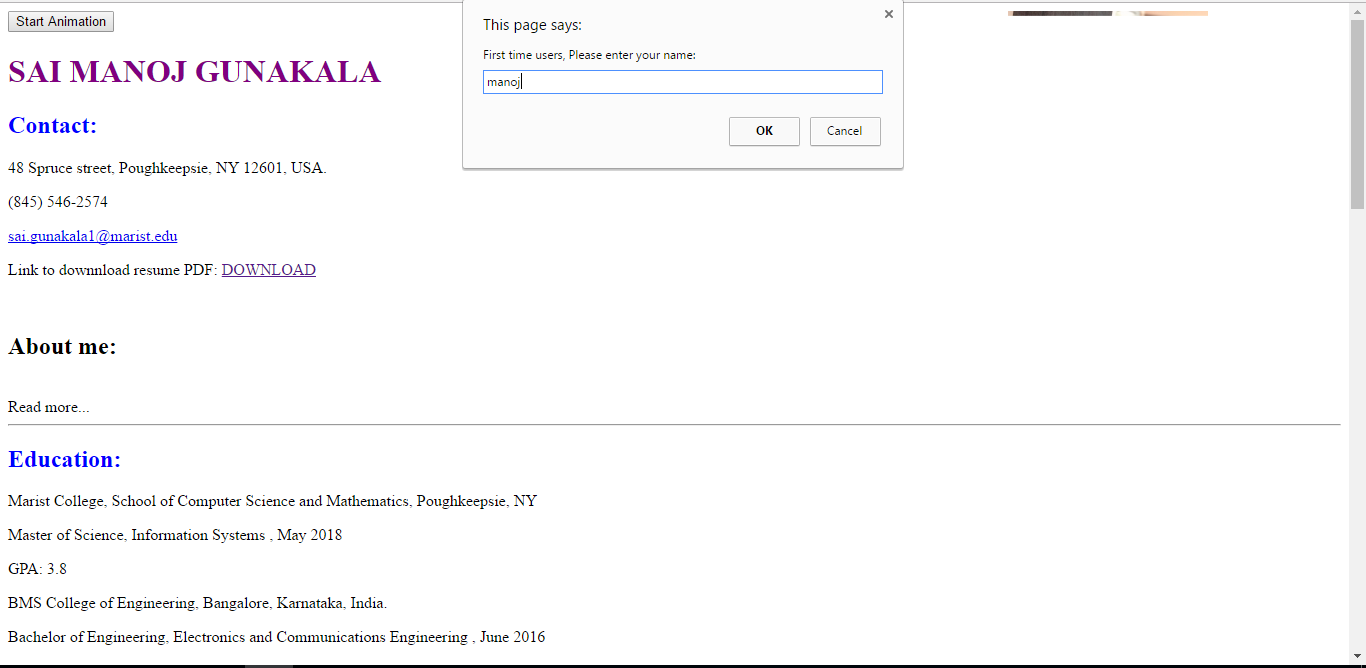 Start Animation
This page says:
First time users, Please enter your name:
manoj
OK Cancel
SAI MANOJ GUNAKALA
Contact:
48 Spruce street, Poughkeepsie, NY 12601, USA.
(845) 546-2574
sai.gunakala1@marist.edu
Link to downnload resume PDF: DOWNLOAD
About me:
Read more...
Education:
Marist College, School of Computer Science and Mathematics, Poughkeepsie, NY
Master of Science, Information Systems , May 2018
GPA: 3.8
BMS College of Engineering, Bangalore, Karnataka, India.
Bachelor of Engineering, Electronics and Communications Engineering , June 2016